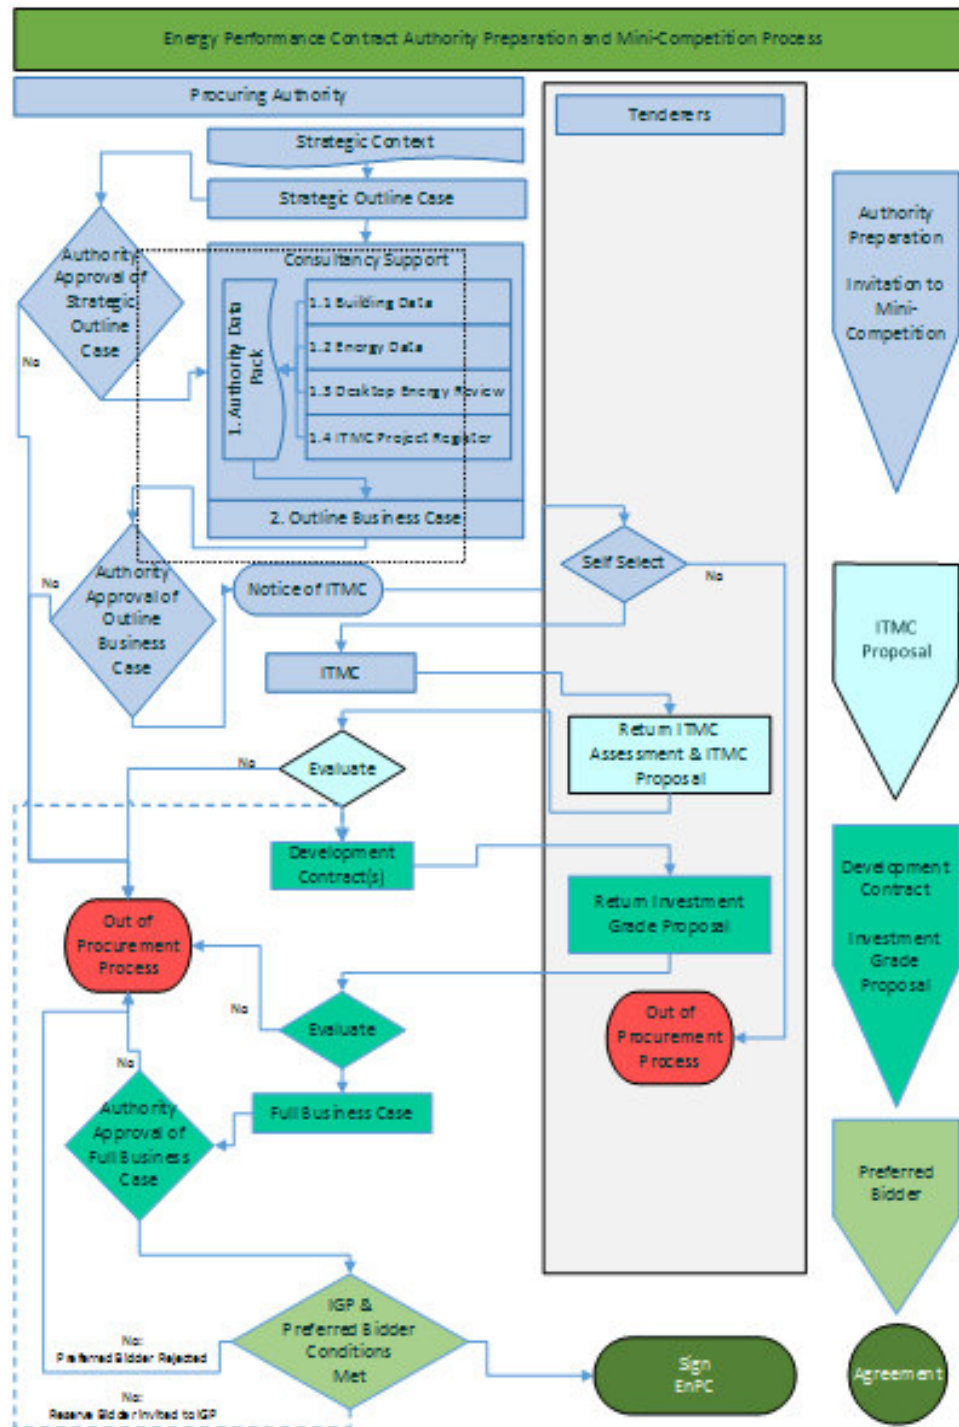 Energy Performance Contract Authority Preparation and Mini-Competition Process
Procuring Authority
Tenderers
Strategic Context
Strategic Outline Case
Authority
Approval of
Strategic
Outline
Case
No
Consultancy Support
1. Authority Data
Pack
1.1 Building Data
1.2 Energy Data
1.3 Desktop Energy Review
1.4 ITMC Project Register
2. Outline Business Case
Authority
Preparation
Invitation to
Mini-
Competition
Authority
Approval of
Outline
Business
Case
No
Notice of ITMC
Self Select
No
ITMC
ITMC
Proposal
Return ITMC
Assessment & ITMC
Proposal
Evaluate
No
Development
Contract(s)
Return Investment
Grade Proposal
Development
Contract
Investment
Grade
Proposal
Out of
Procurement
Process
Evaluate
No
Out of
Procurement
Process
Full Business Case
No
Authority
Approval of
Full Business
Case
Preferred
Bidder
IGP &
Preferred Bidder
Conditions
Met
No:
Preferred Bidder Rejected
No:
Reserve Bidder Invited to IGP
Sign
EnPC
Agreement